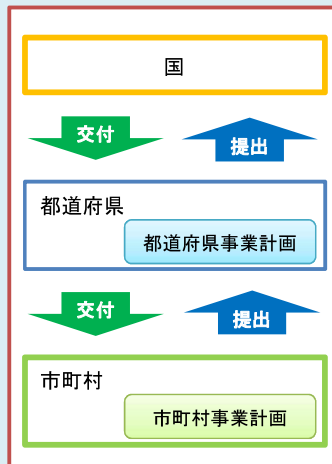 国
交付
提出
都道府県
都道府県事業計画
交付
提出
市町村
市町村事業計画